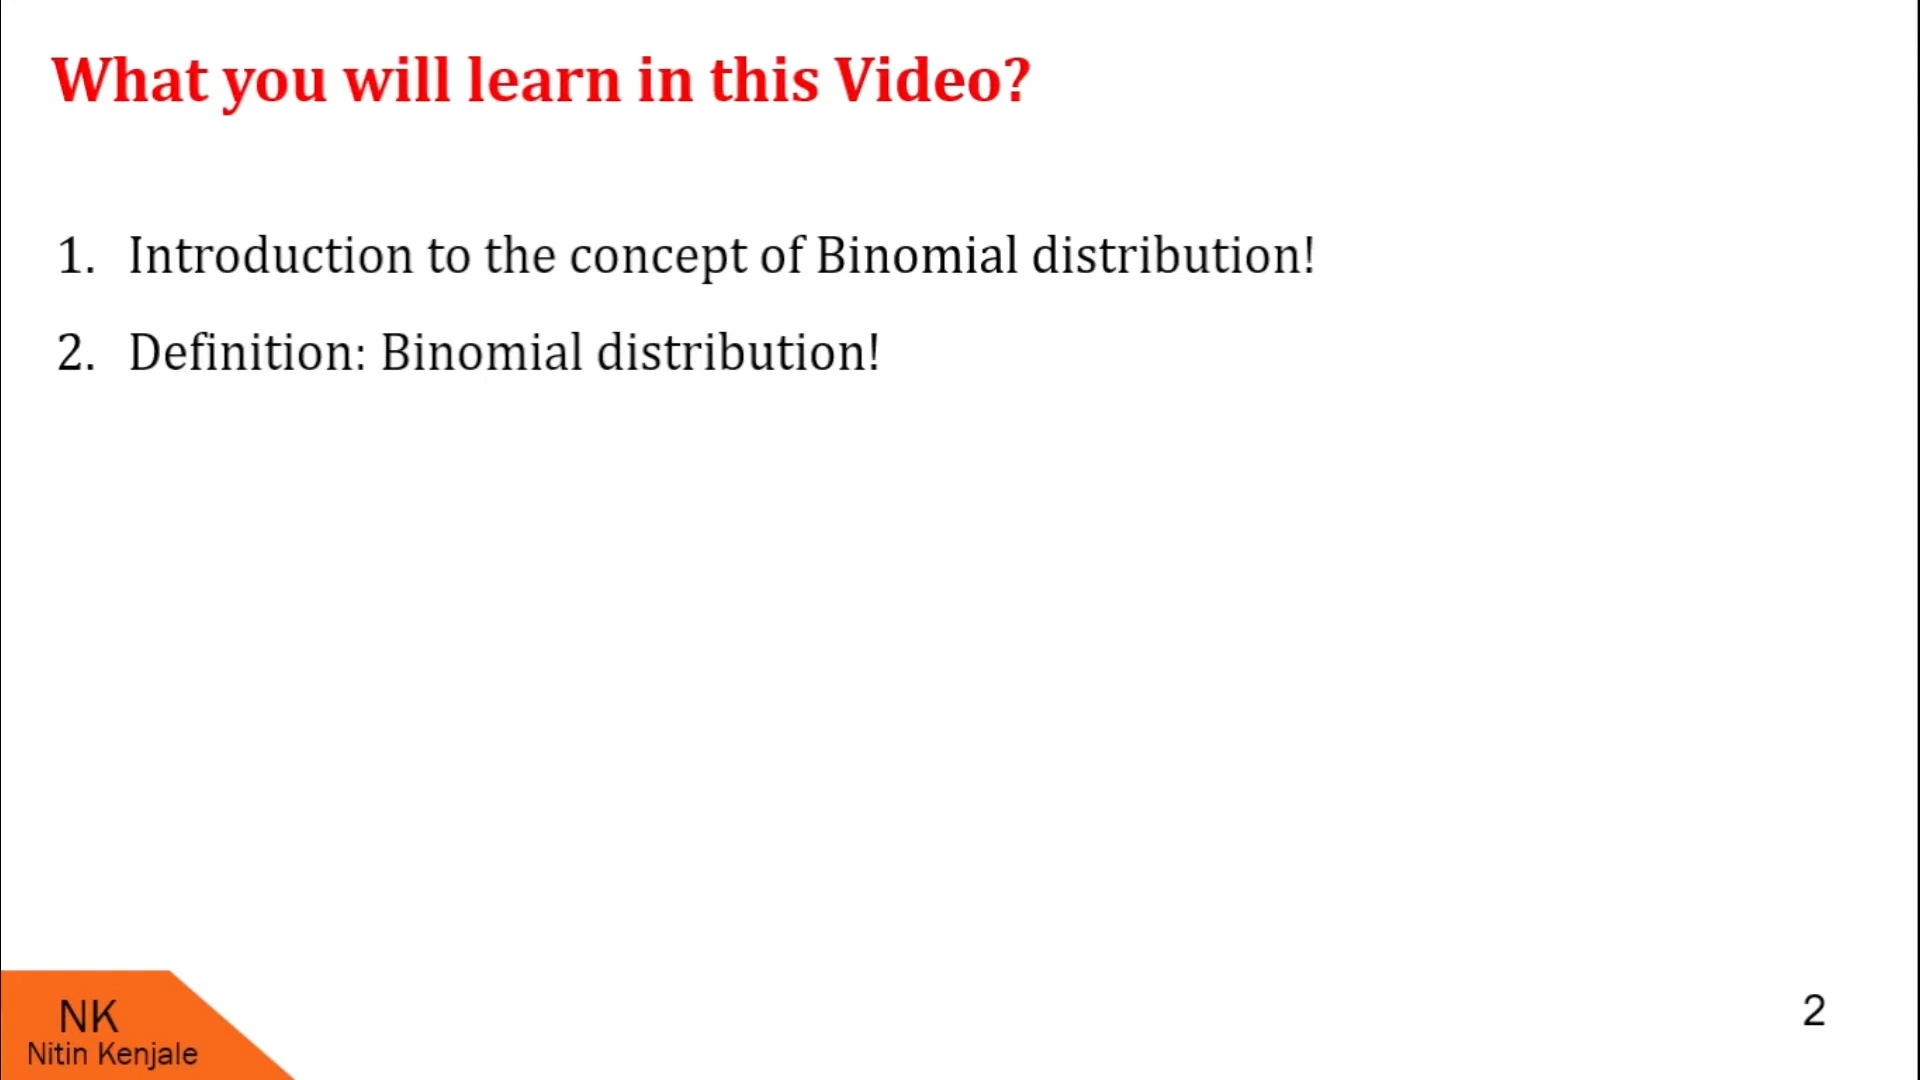 What you will learn in this Video?
1. Introduction to the concept of Binomial distribution!
2. Definition: Binomial distribution!
NK
Nitin Kenjale
2